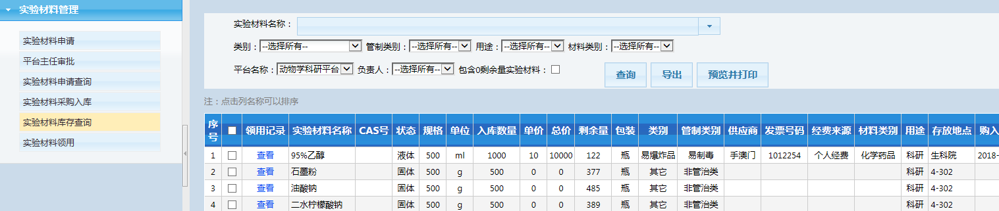 实验材料管理
实验材料申请
平台主任审批
实验材料申请查询
实验材料采购入库
实验材料库存查询
实验材料领用
实验材料名称：
类别： --选择所有-- 管制类别： --选择所有-- 用途： --选择所有-- 材料类别： --选择所有--
平台名称： 动物学科研平台 负责人： --选择所有-- 包含0剩余量实验材料： 查询 导出 预览并打印
注：点击列名称可以排序
序号 领用记录 实验材料名称 CAS号 状态 规格 单位 入库数量 单价 总价 剩余量 包装 类别 管制类别 供应商 发票号码 经费来源 材料类别 用途 存放地点 购入
1 查看 95%乙醇 液体 500 ml 1000 10 10000 122 瓶 易爆炸品 易制毒 手澳门 1012254 个人经费 化学药品 科研 生科院 2018-
2 查看 石墨粉 固体 500 g 500 0 0 377 瓶 其它 非管治类 科研 4-302
3 查看 油酸钠 固体 500 g 500 0 0 485 瓶 其它 非管治类 科研 4-302
4 查看 二水柠檬酸钠 固体 500 g 500 0 0 389 瓶 其它 非管治类 科研 4-302